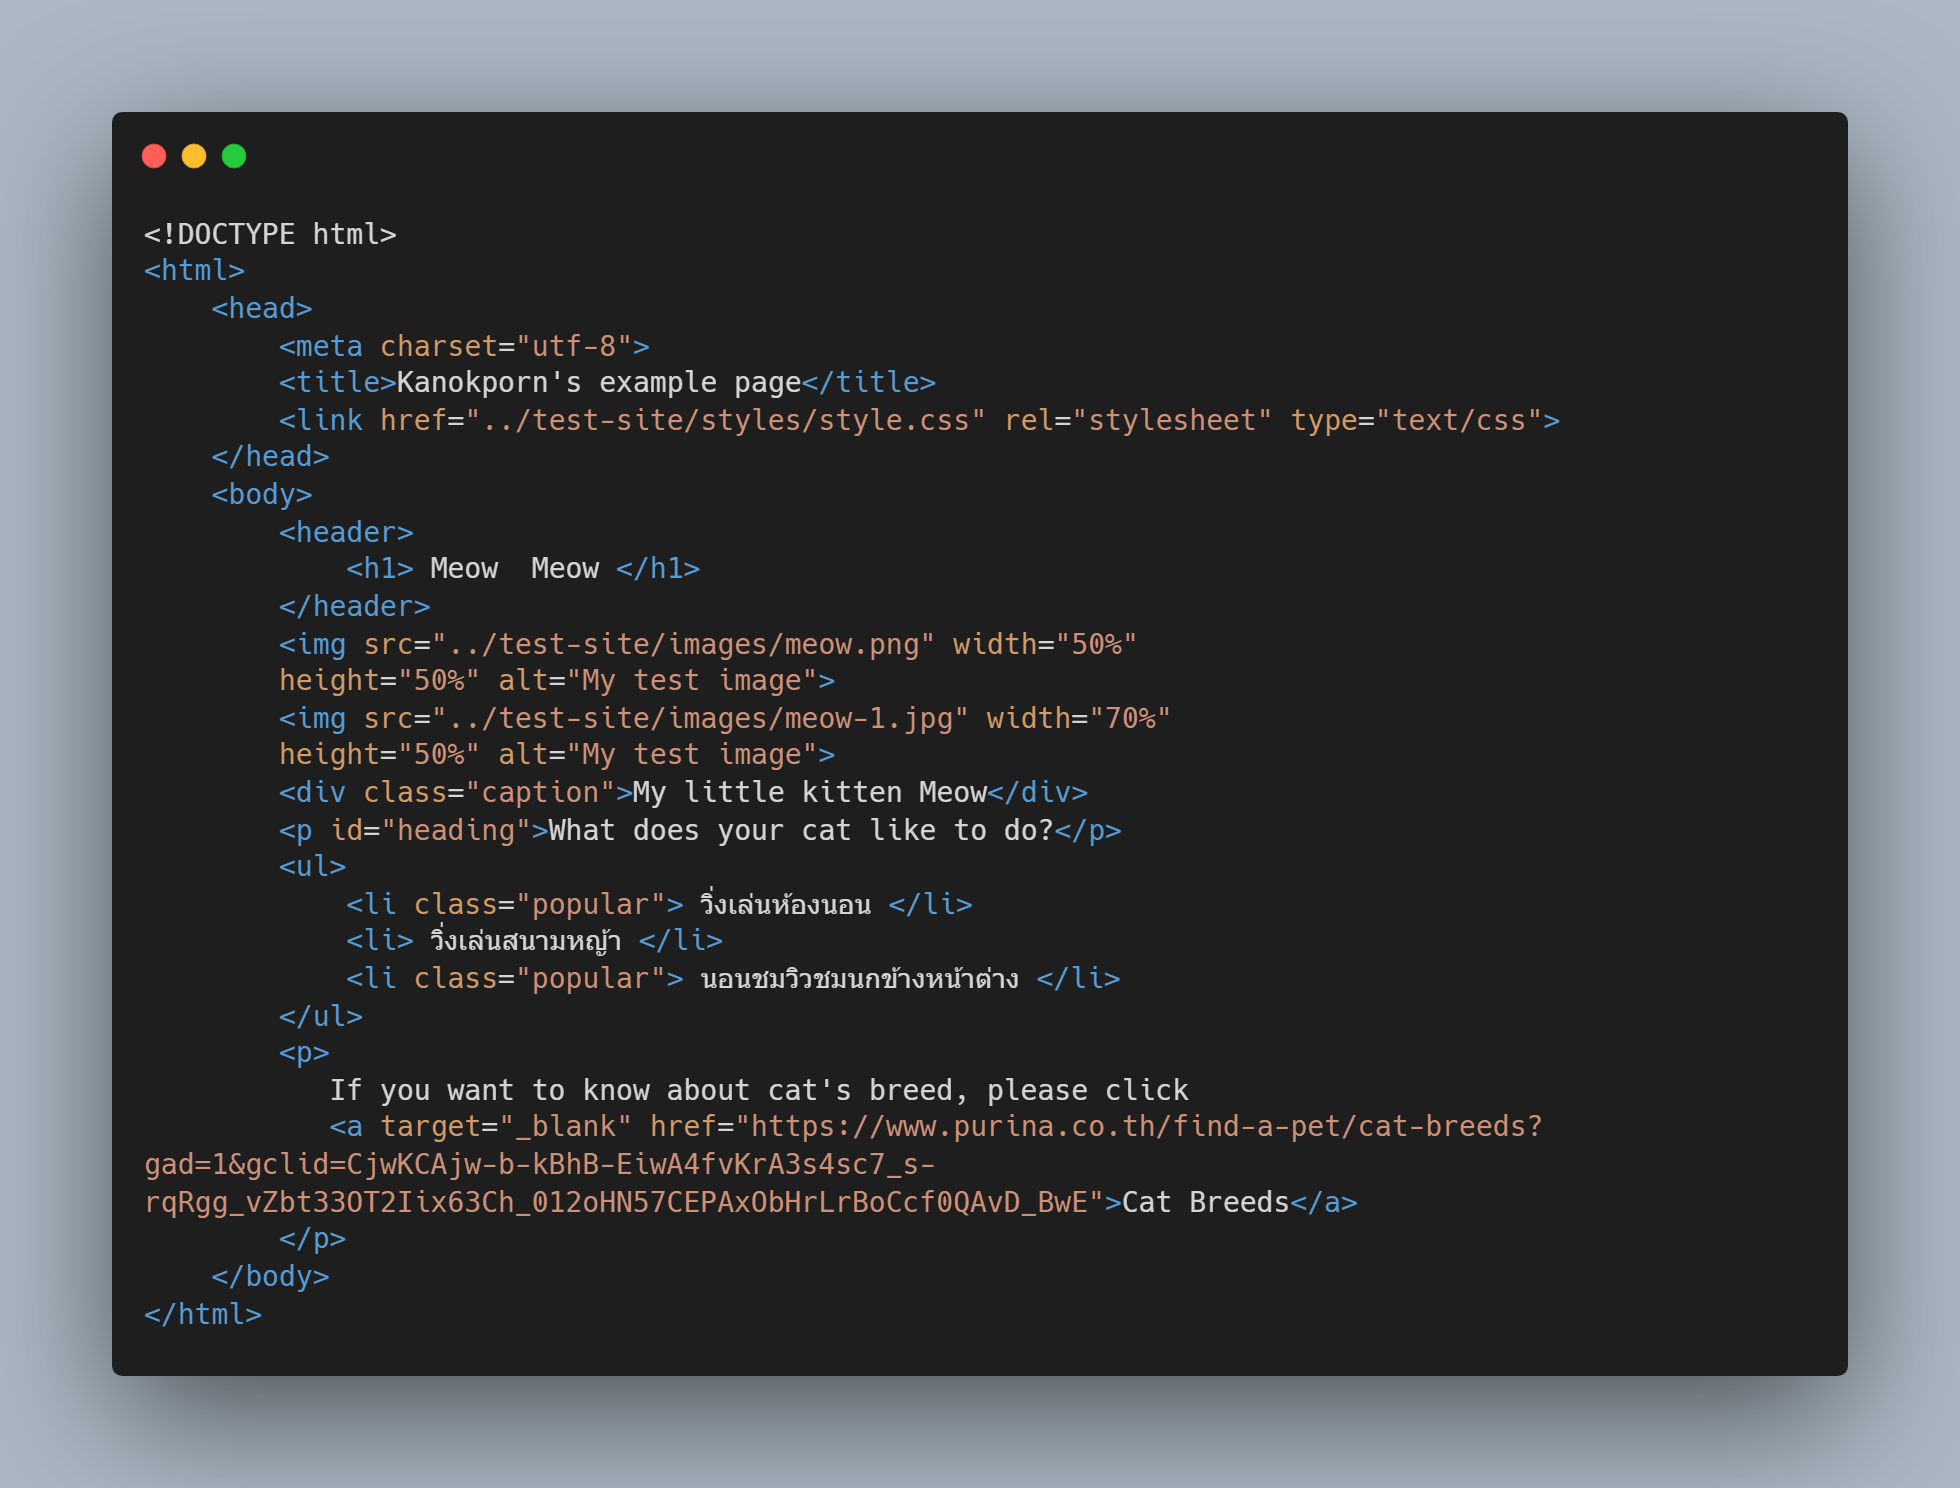 <!DOCTYPE html>
<html>
    <head>
        <meta charset="utf-8">
        <title>Kanokporn's example page</title>
        <link href="../test-site/styles/style.css" rel="stylesheet" type="text/css">
    </head>
    <body>
        <header>
            <h1> Meow  Meow </h1>
        </header>
        <img src="../test-site/images/meow.png" width="50%"
        height="50%" alt="My test image">
        <img src="../test-site/images/meow-1.jpg" width="70%"
        height="50%" alt="My test image">
        <div class="caption">My little kitten Meow</div>
        <p id="heading">What does your cat like to do?</p>
        <ul>
            <li class="popular"> วิ่งเล่นห้องนอน </li>
            <li> วิ่งเล่นสนามหญ้า </li>
            <li class="popular"> นอนชมวิวชมนกข้างหน้าต่าง </li>
        </ul>
        <p>
           If you want to know about cat's breed, please click
           <a target="_blank" href="https://www.purina.co.th/find-a-pet/cat-breeds?
gad=1&gclid=CjwKCAjw-b-kBhB-EiwA4fvKrA3s4sc7_s-
rqRgg_vZbt33OT2Iix63Ch_012oHN57CEPAxObHrLrBoCcf0QAvD_BwE">Cat Breeds</a>
        </p>
    </body>
</html>